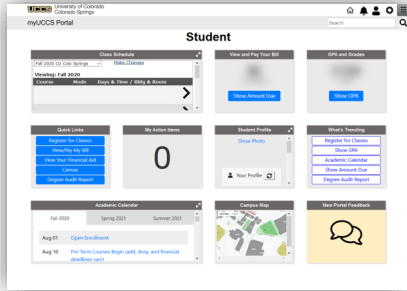 UCCS University of Colorado
Colorado Springs
myUCCS Portal
Search
Student
Class Schedule
Fall 2020 CU Colo Springs
Make Changes
Viewing: Fall 2020
Course Mode Days & Time / Bldg & Room
View and Pay Your Bill
Show Amount Due
GPA and Grades
Show GPA
Quick Links
Register for Classes
View/Pay My Bill
View Your Financial Aid
Canvas
Degree Audit Report
My Action Items
0
Student Profile
Show Photo
Your Profile
What's Trending
Register for Classes
Show GPA
Academic Calendar
Show Amount Due
Degree Audit Report
Academic Calendar
Fall 2020 Spring 2021 Summer 2021
Aug 01 Open Enrollment
Aug 10 Pre-Term Courses Begin (add, drop, and financial
deadlines vary)
Campus Map
New Portal Feedback